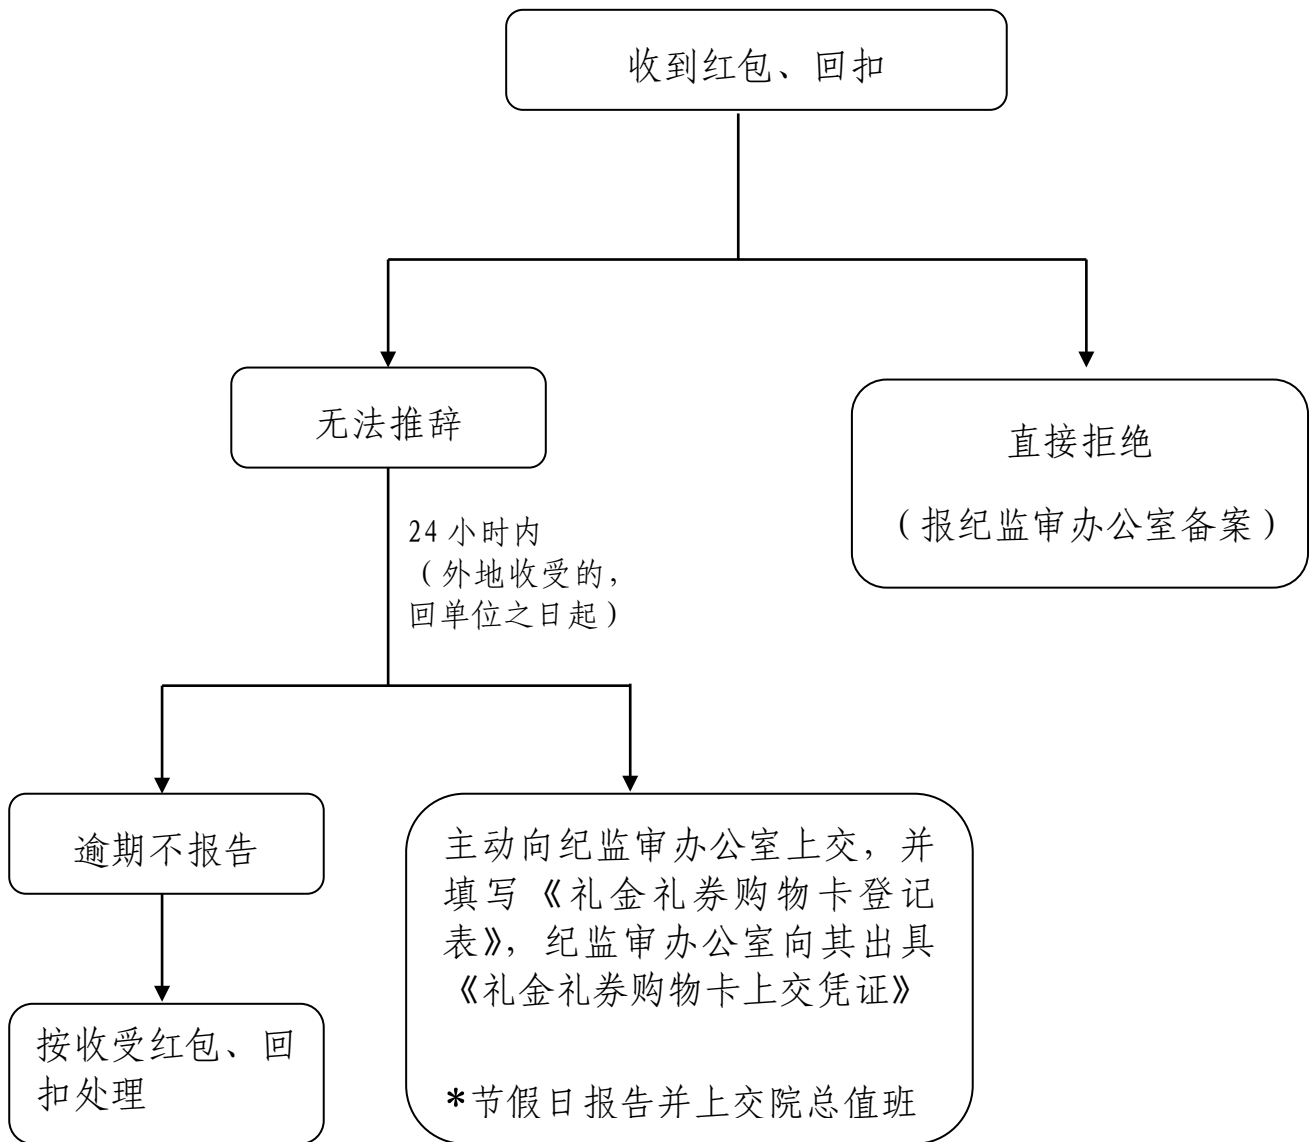 收到红包、回扣
无法推辞
直接拒绝
（报纪监审办公室备案）
24 小时内
（外地收受的，
回单位之日起）
逾期不报告
主动向纪监审办公室上交，并
填写《礼金礼券购物卡登记
表》，纪监审办公室向其出具
《礼金礼券购物卡上交凭证》
按收受红包、回
扣处理
*节假日报告并上交院总值班